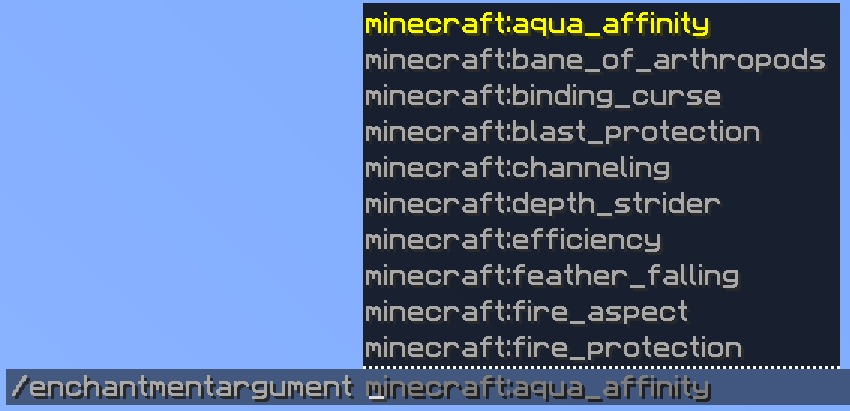 minecraft:aqua_affinity
minecraft:bane_of_arthropods
minecraft:binding_curse
minecraft:blast_protection
minecraft:channeling
minecraft:depth_strider
minecraft:efficiency
minecraft:feather_falling
minecraft:fire_aspect
minecraft:fire_protection
/enchantmentargument minecraft:aqua_affinity